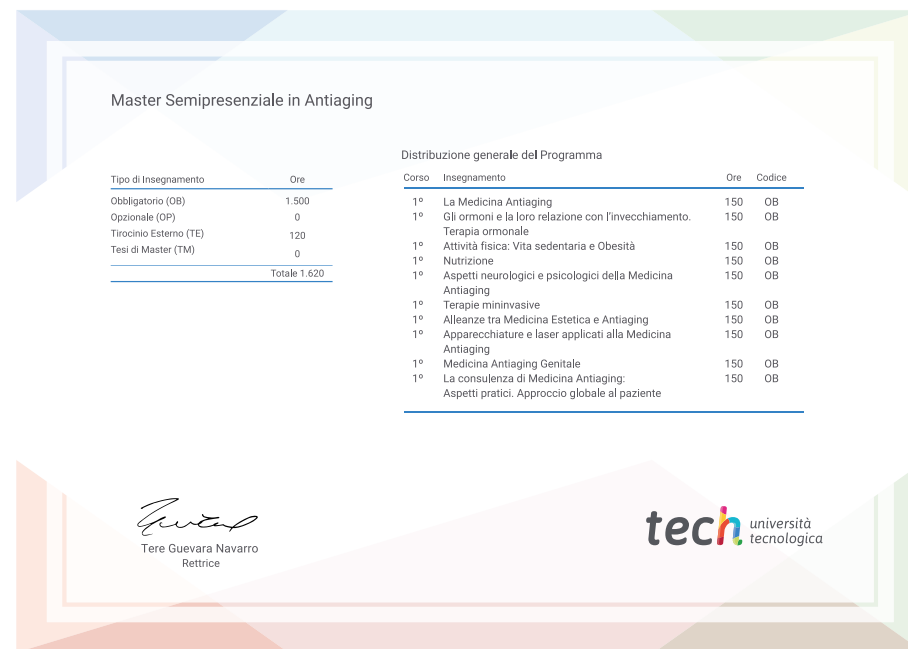 Master Semipresenziale in Antiaging
Tipo di Insegnamento Ore
Obbligatorio (OB) 1.500
Opzionale (OP) 0
Tirocinio Esterno (TE) 120
Tesi di Master (TM) 0
Totale 1.620
Distribuzione generale del Programma
Corso Insegnamento Ore Codice
1º La Medicina Antiaging 150 OB
1º Gli ormoni e la loro relazione con l'invecchiamento. 150 OB
Terapia ormonale
1º Attività fisica: Vita sedentaria e Obesità 150 OB
1º Nutrizione 150 OB
1º Aspetti neurologici e psicologici della Medicina 150 OB
Antiaging
1º Terapie mininvasive 150 OB
1º Alleanze tra Medicina Estetica e Antiaging 150 OB
1º Apparecchiature e laser applicati alla Medicina 150 OB
Antiaging
1º Medicina Antiaging Genitale 150 OB
1º La consulenza di Medicina Antiaging: 150 OB
Aspetti pratici. Approccio globale al paziente
Tere Guevara Navarro
Rettrice
tech università
tecnologica